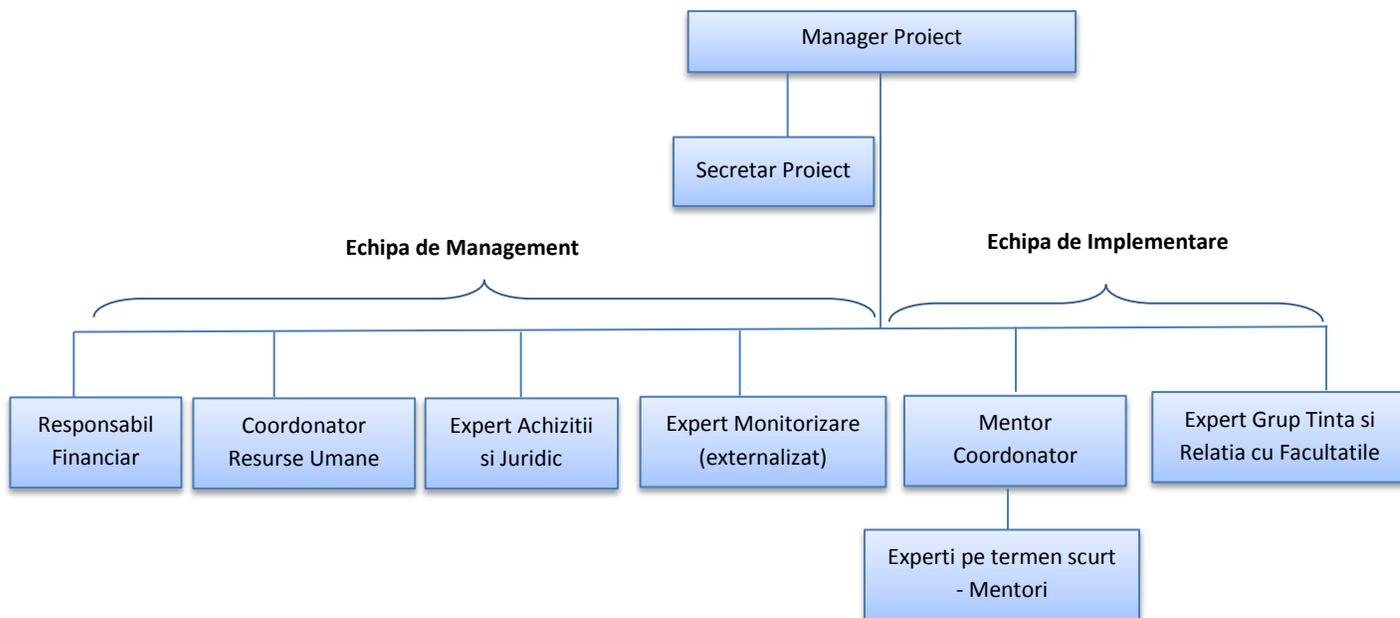 Manager Proiect
Secretar Proiect
Echipa de Management
Echipa de Implementare
Responsabil
Financiar
Coordonator
Resurse Umane
Expert Achizitii
si Juridic
Expert Monitorizare
(externalizat)
Mentor
Coordonator
Expert Grup Tinta si
Relatia cu Facultatile
Experti pe termen scurt
- Mentori